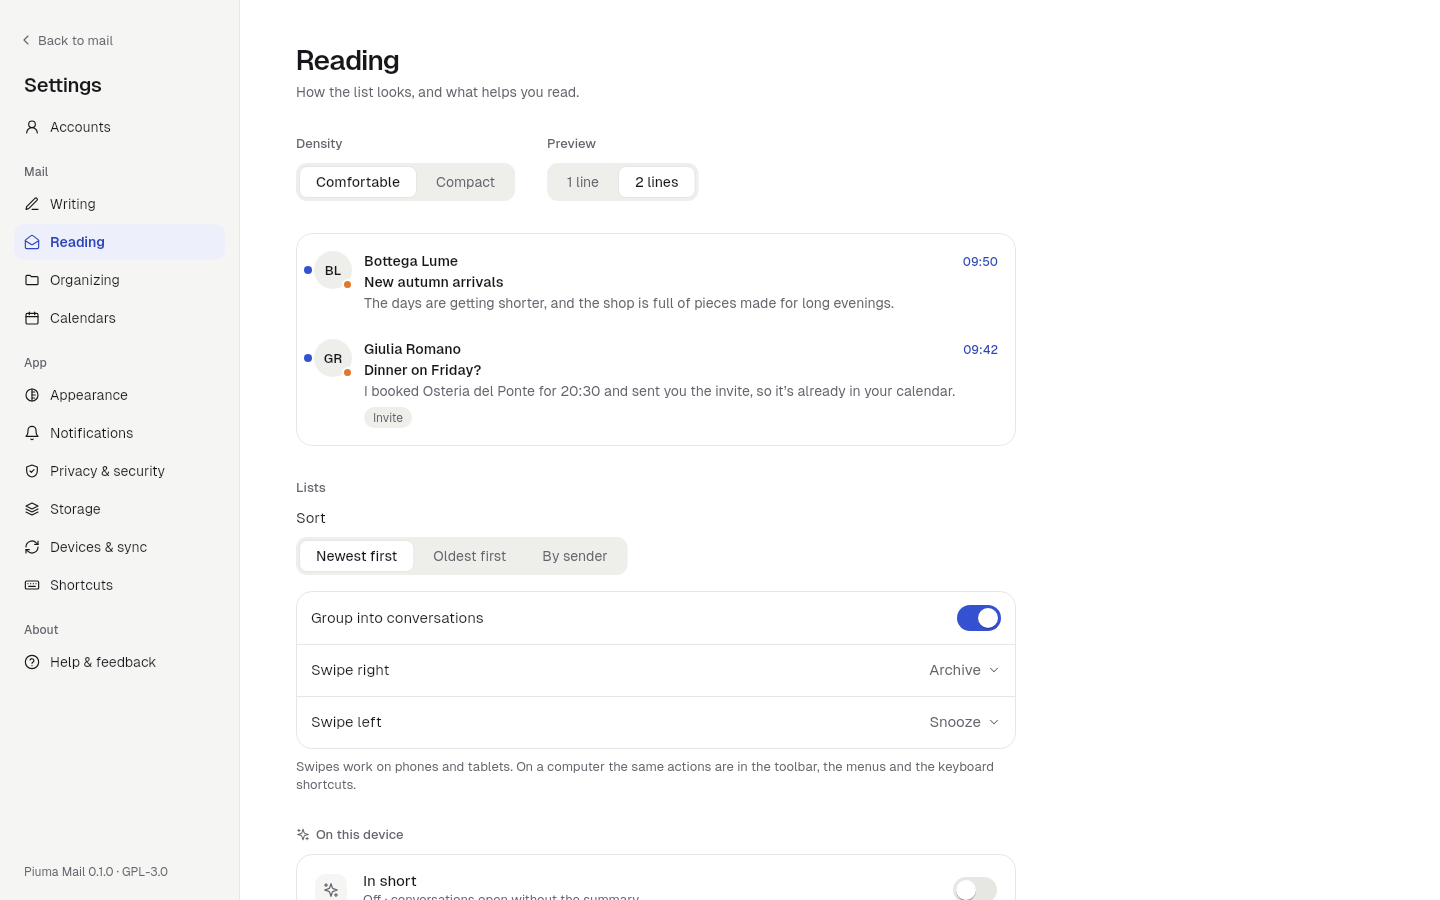 Back to mail
Settings
Accounts
Mail
Writing
Reading
Organizing
Calendars
App
Appearance
Notifications
Privacy & security
Storage
Devices & sync
Shortcuts
About
Help & feedback
Piuma Mail 0.1.0 · GPL-3.0
Reading
How the list looks, and what helps you read.
Density
Preview
Comfortable
Compact
1 line
2 lines
BL
Bottega Lume
09:50
New autumn arrivals
The days are getting shorter, and the shop is full of pieces made for long evenings.
GR
Giulia Romano
09:42
Dinner on Friday?
I booked Osteria del Ponte for 20:30 and sent you the invite, so it's already in your calendar.
Invite
Lists
Sort
Newest first
Oldest first
By sender
Group into conversations
Swipe right
Archive
Swipe left
Snooze
Swipes work on phones and tablets. On a computer the same actions are in the toolbar, the menus and the keyboard
shortcuts.
On this device
In short
Off · conversations open without the summary